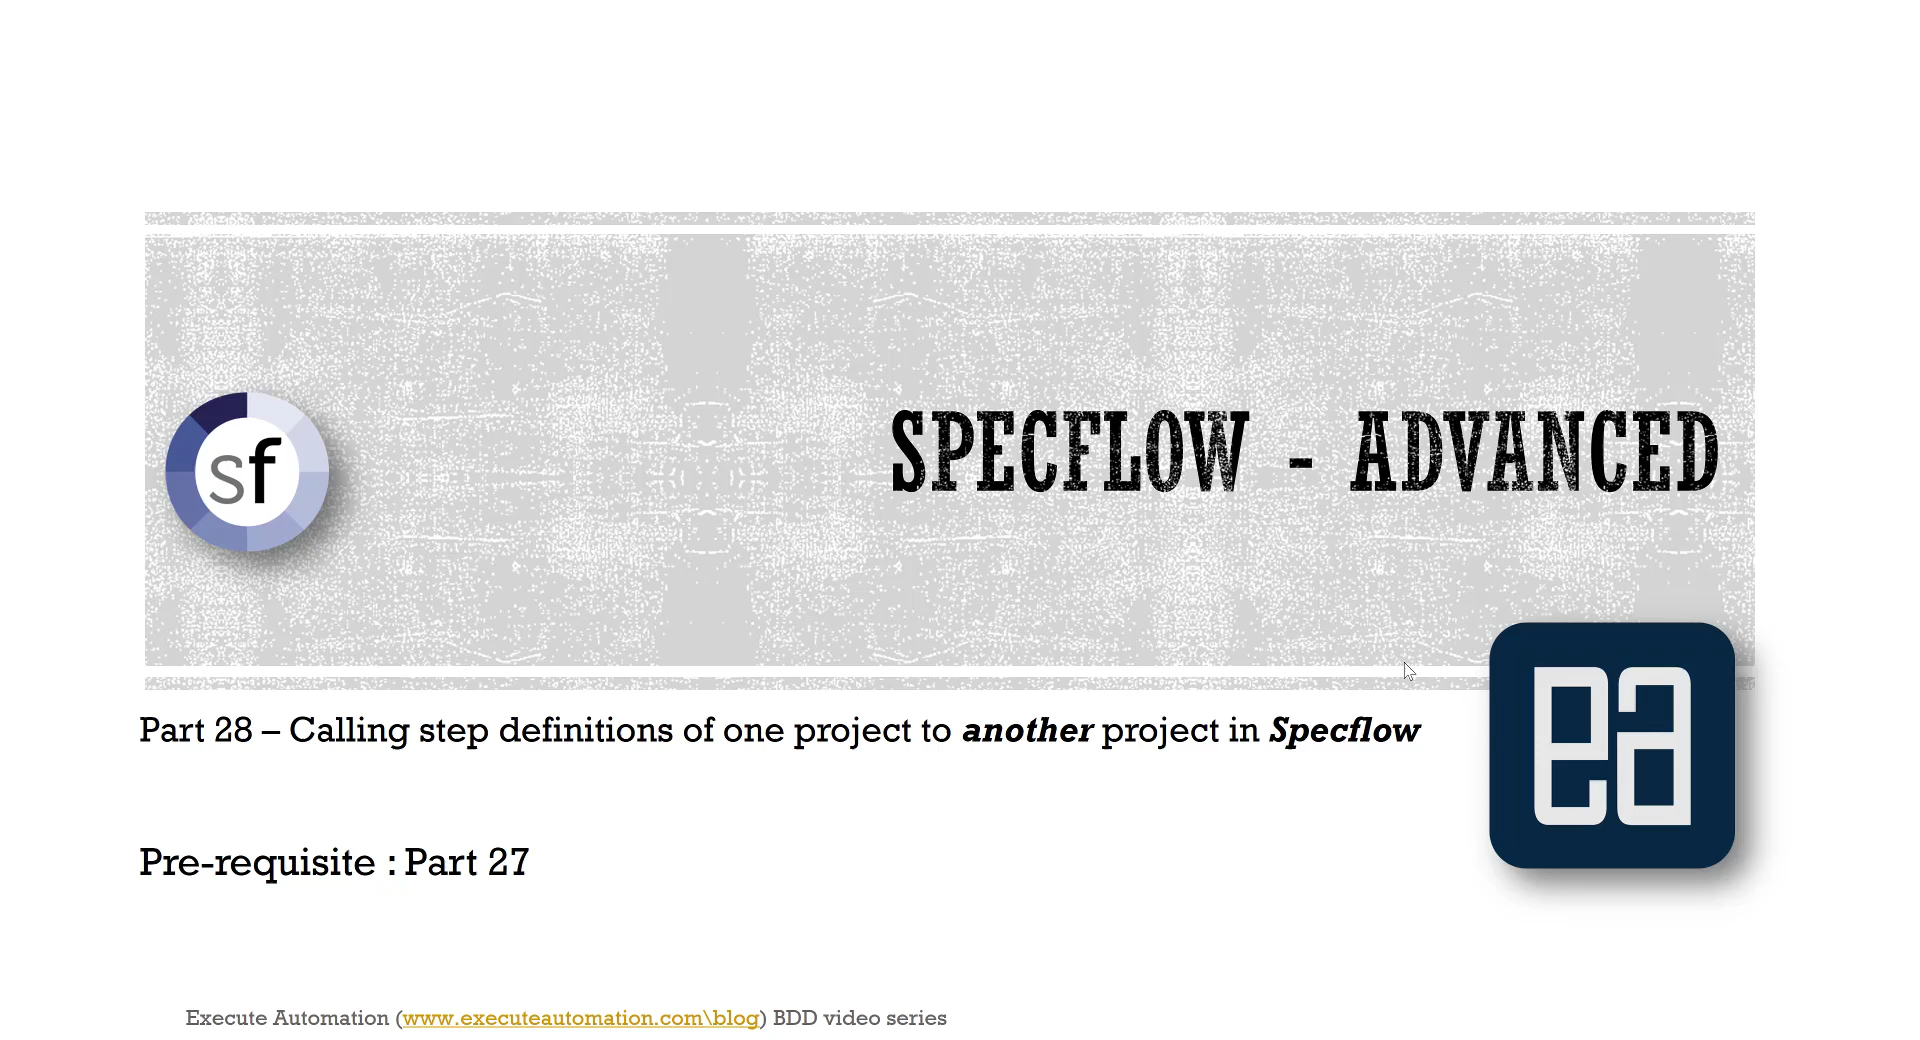 SPECFLOW - ADVANCED
sf
ea
Part 28 – Calling step definitions of one project to another project in Specflow
Pre-requisite : Part 27
Execute Automation (www.executeautomation.com\blog) BDD video series